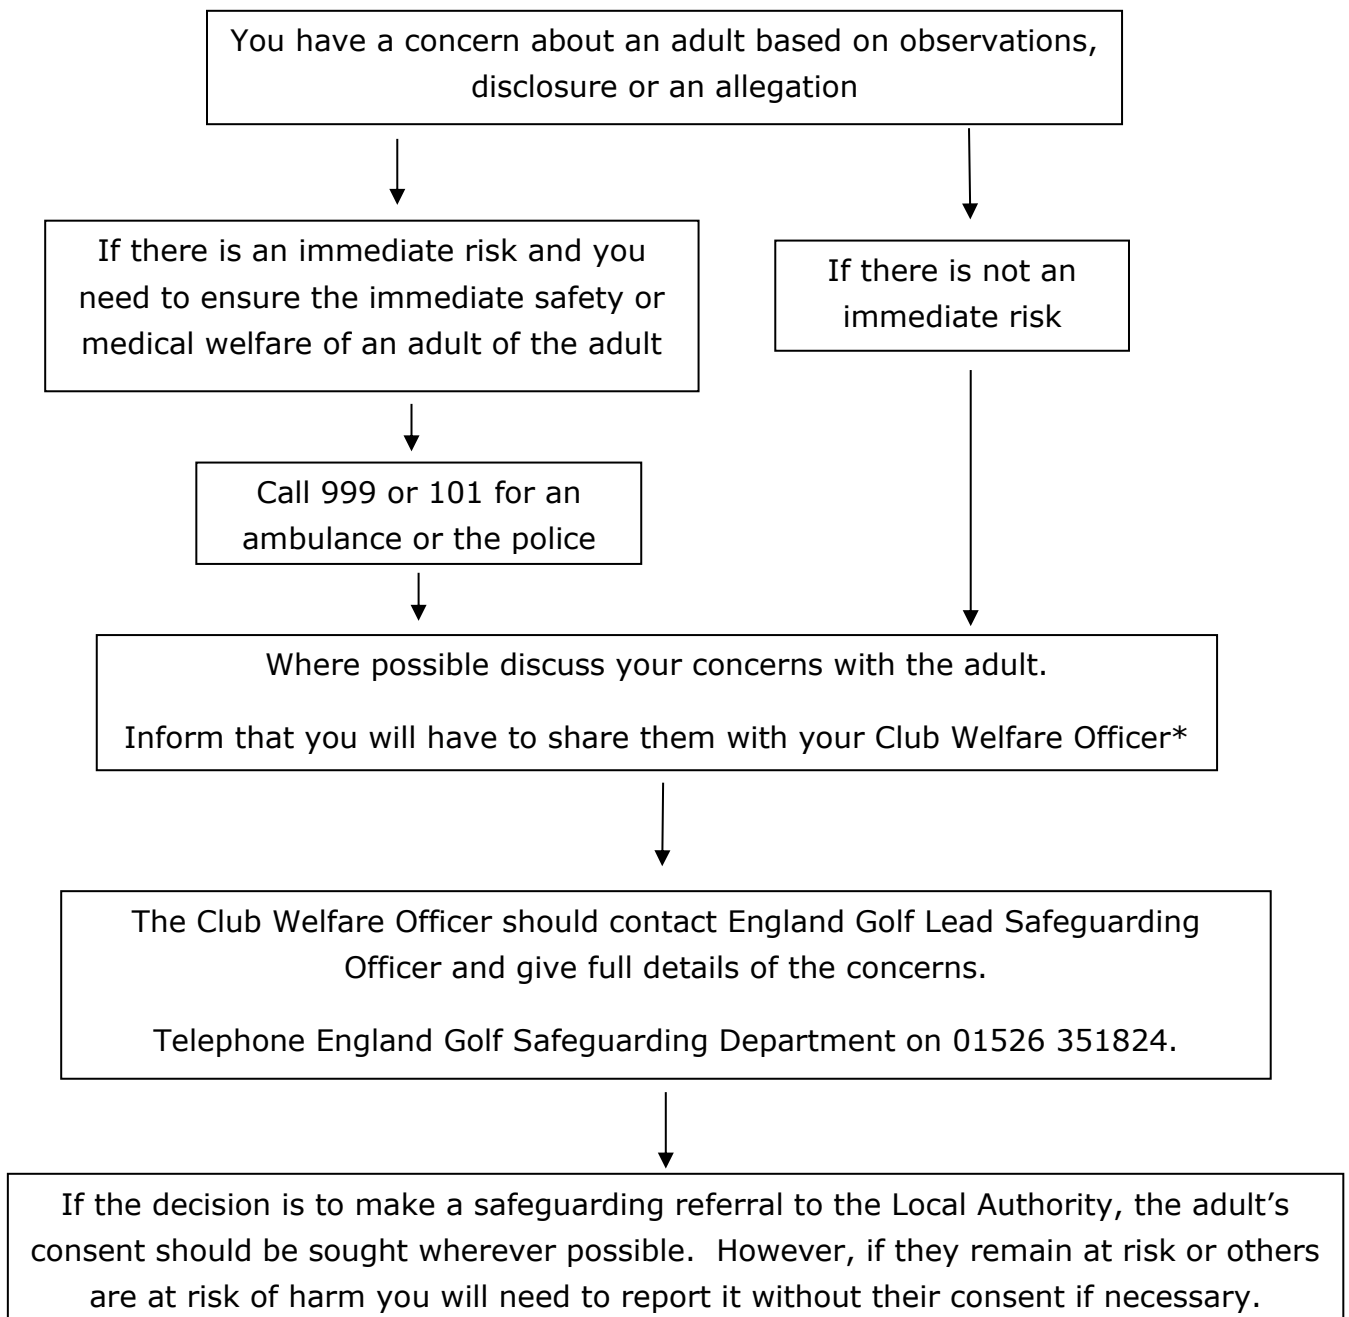 You have a concern about an adult based on observations,
disclosure or an allegation
If there is an immediate risk and you
need to ensure the immediate safety or
medical welfare of an adult of the adult
If there is not an
immediate risk
Call 999 or 101 for an
ambulance or the police
Where possible discuss your concerns with the adult.
Inform that you will have to share them with your Club Welfare Officer*
The Club Welfare Officer should contact England Golf Lead Safeguarding
Officer and give full details of the concerns.
Telephone England Golf Safeguarding Department on 01526 351824.
If the decision is to make a safeguarding referral to the Local Authority, the adult’s
consent should be sought wherever possible.  However, if they remain at risk or others
are at risk of harm you will need to report it without their consent if necessary.